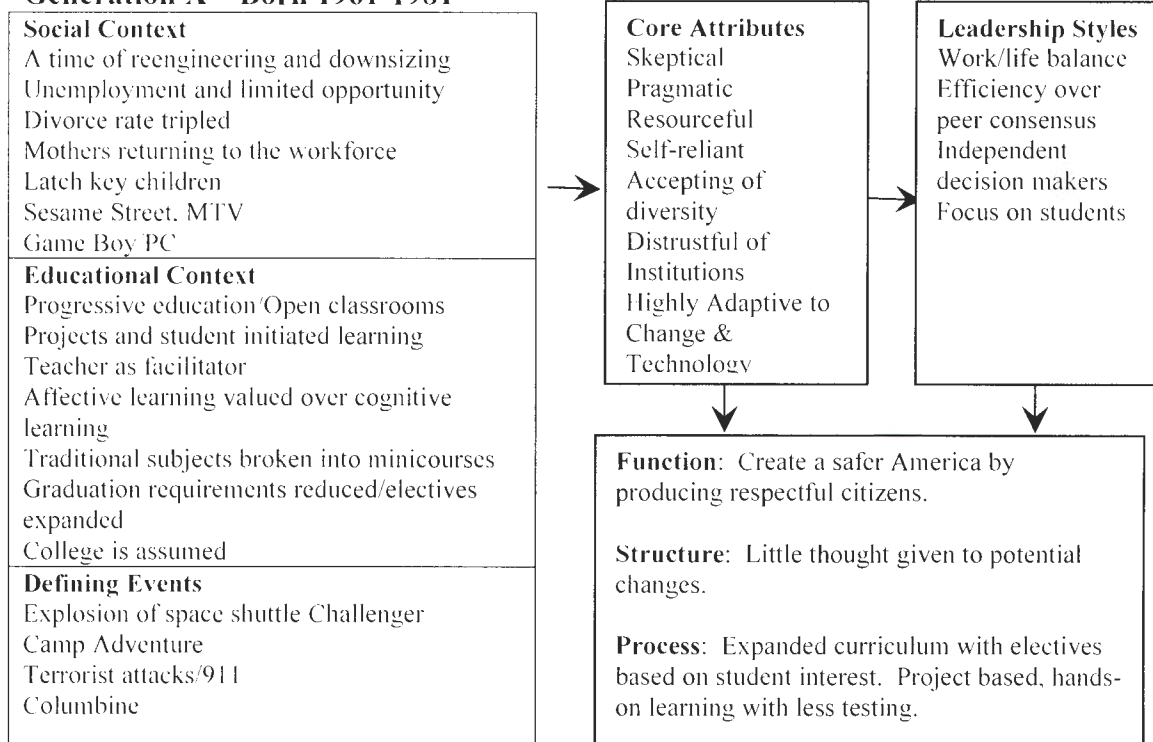 Social Context
A time of reengineering and downsizing
Unemployment and limited opportunity
Divorce rate tripled
Mothers returning to the workforce
Latch key children
Sesame Street. MTV
Game Boy/PC
Educational Context
Progressive education/Open classrooms
Projects and student initiated learning
Teacher as facilitator
Affective learning valued over cognitive
learning
Traditional subjects broken into minicourses
Graduation requirements reduced/electives
expanded
College is assumed
Defining Events
Explosion of space shuttle Challenger
Camp Adventure
Terrorist attacks/911
Columbine
Core Attributes
Skeptical
Pragmatic
Resourceful
Self-reliant
Accepting of
diversity
Distrustful of
Institutions
Highly Adaptive to
Change &
Technology
Leadership Styles
Work/life balance
Efficiency over
peer consensus
Independent
decision makers
Focus on students
Function: Create a safer America by
producing respectful citizens.
Structure: Little thought given to potential
changes.
Process: Expanded curriculum with electives
based on student interest. Project based, hands-
on learning with less testing.